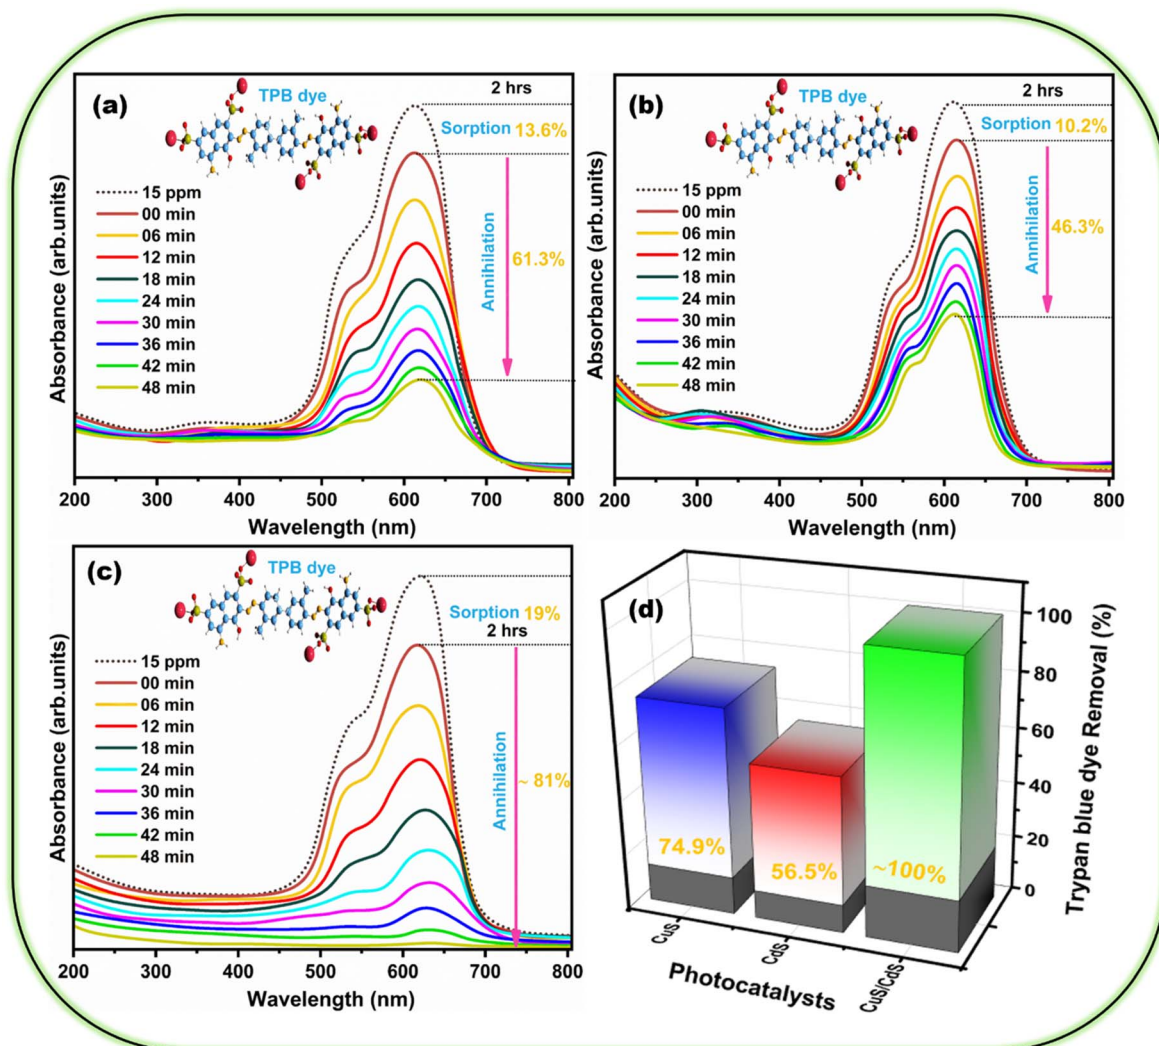 (a)
TPB dye
2 hrs
Sorption 13.6%
15 ppm
00 min
06 min
12 min
18 min
24 min
30 min
36 min
42 min
48 min
Annihilation
61.3%
Absorbance (arb.units)
200 300 400 500 600 700 800
Wavelength (nm)
(b)
TPB dye
2 hrs
Sorption 10.2%
15 ppm
00 min
06 min
12 min
18 min
24 min
30 min
36 min
42 min
48 min
Annihilation
46.3%
Absorbance (arb.units)
200 300 400 500 600 700 800
Wavelength (nm)
(c)
TPB dye
Sorption 19%
2 hrs
15 ppm
00 min
06 min
12 min
18 min
24 min
30 min
36 min
42 min
48 min
Annihilation
~ 81%
Absorbance (arb.units)
200 300 400 500 600 700 800
Wavelength (nm)
(d)
100
80
60
40
20
0
Trypan blue dye Removal (%)
74.9%
56.5%
~100%
CuS
CdS
CuS/CdS
Photocatalysts